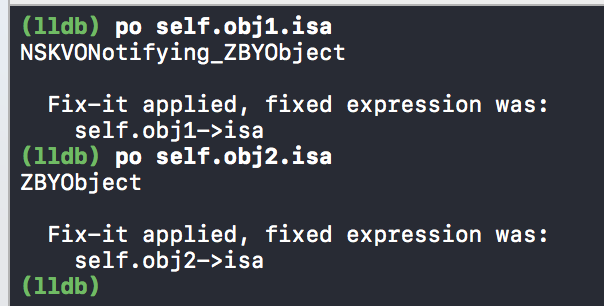 (lldb) po self.obj1.isa
NSKVONotifying_ZBYObject
Fix-it applied, fixed expression was:
self.obj1->isa
(lldb) po self.obj2.isa
ZBYObject
Fix-it applied, fixed expression was:
self.obj2->isa
(lldb)